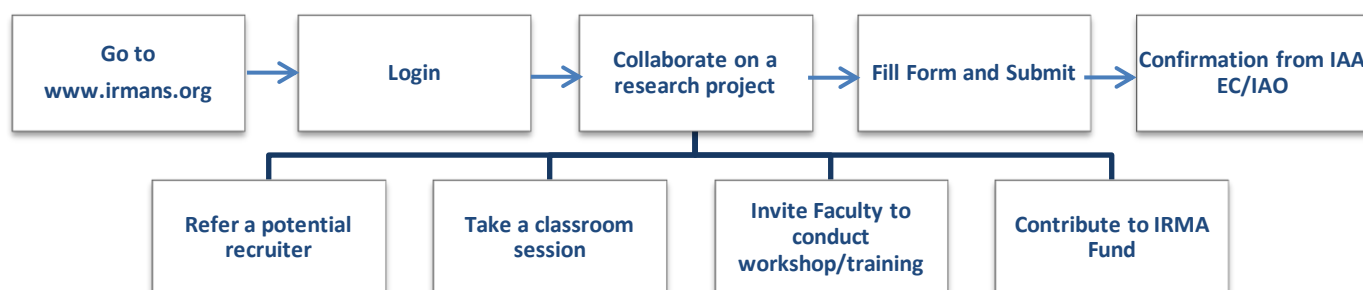 Go to
www.irmans.org
Login
Collaborate on a
research project
Fill Form and Submit
Confirmation from IAA
EC/IAO
Refer a potential
recruiter
Take a classroom
session
Invite Faculty to
conduct
workshop/training
Contribute to IRMA
Fund